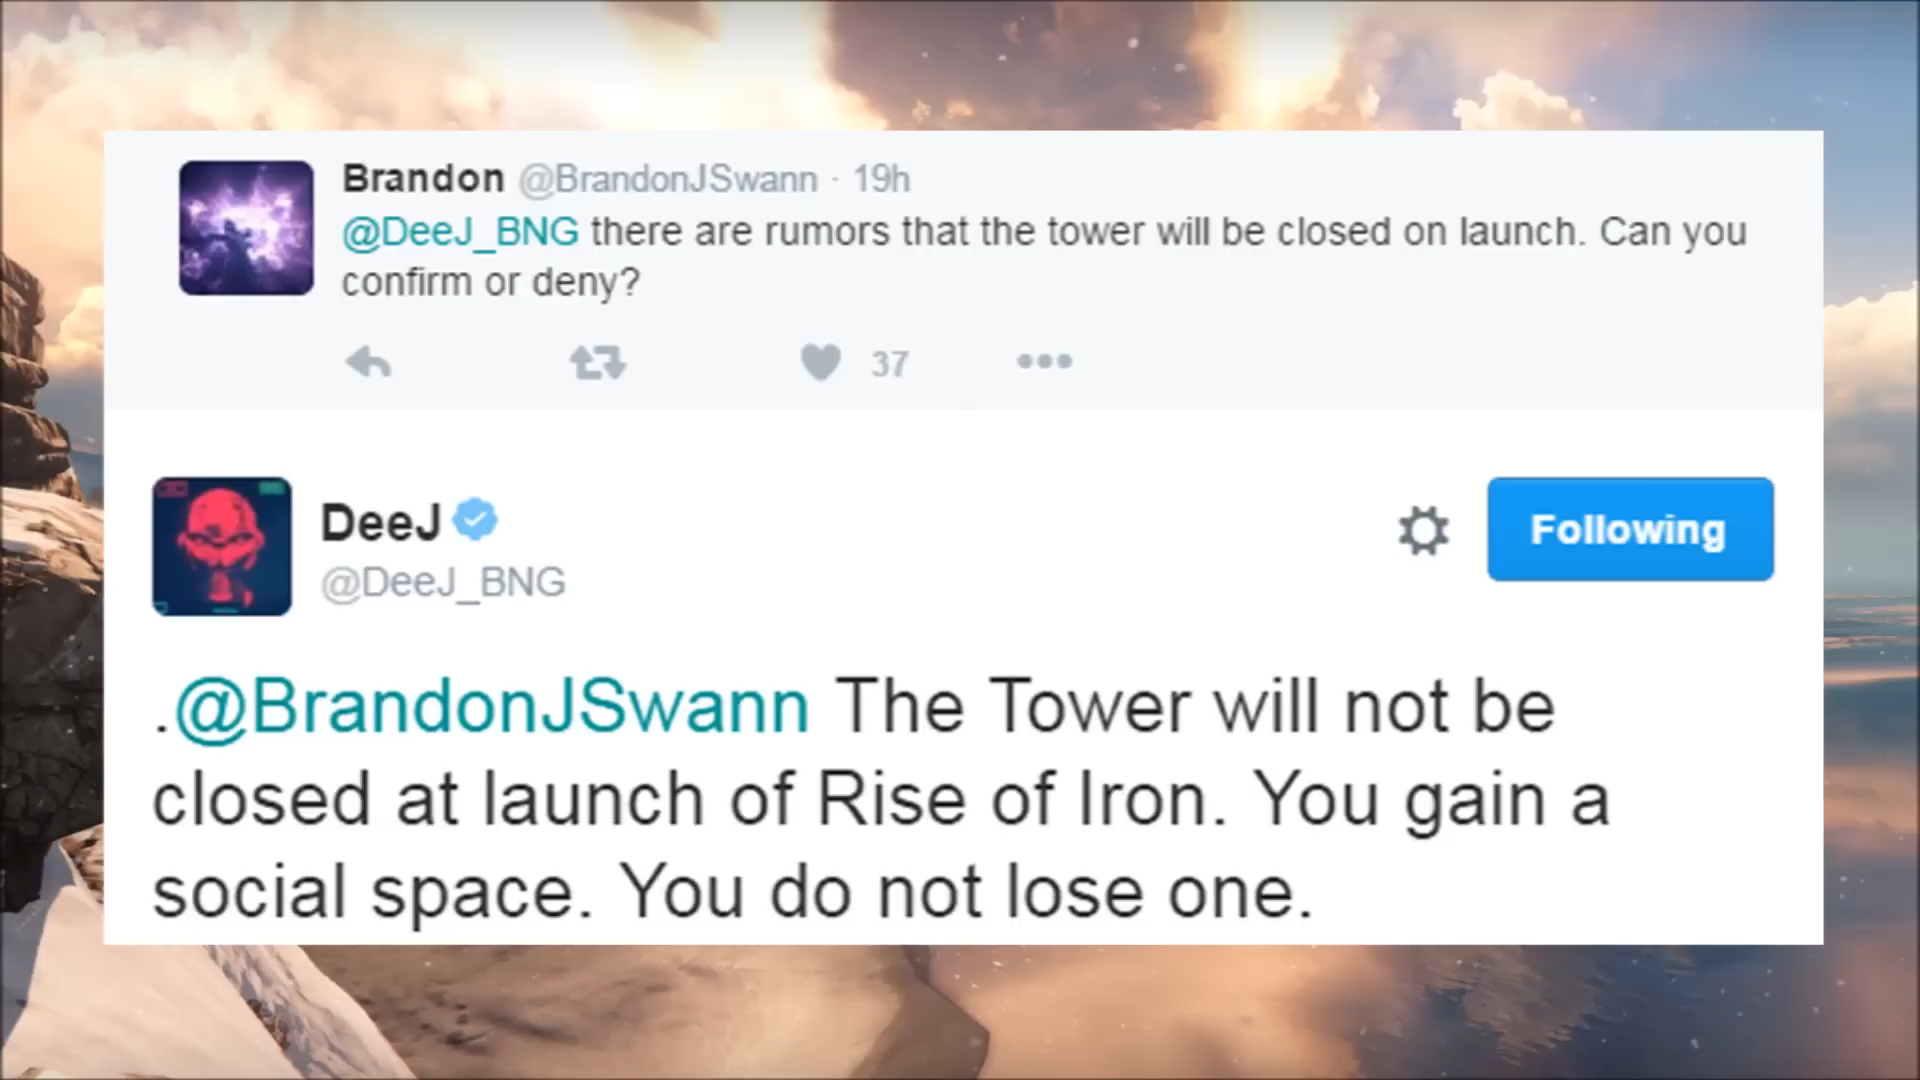 Brandon @BrandonJSwann · 19h
@DeeJ_BNG there are rumors that the tower will be closed on launch. Can you
confirm or deny?
37
DeeJ
Following
@DeeJ_BNG
.@BrandonJSwann The Tower will not be
closed at launch of Rise of Iron. You gain a
social space. You do not lose one.